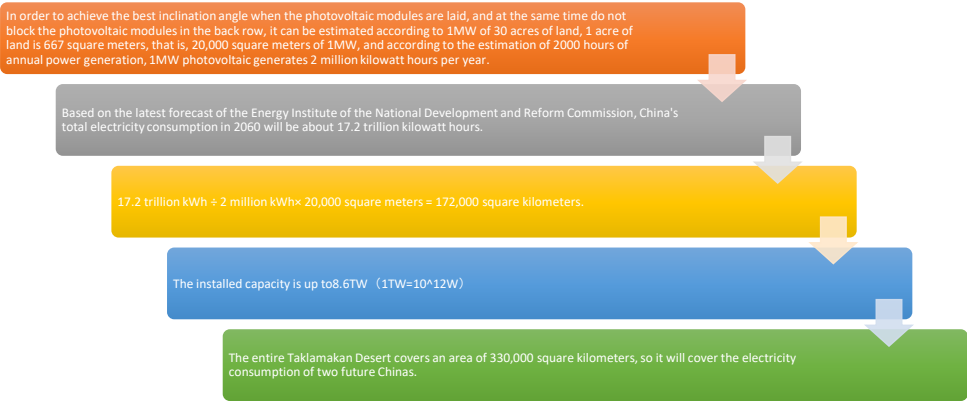 In order to achieve the best inclination angle when the photovoltaic modules are laid, and at the same time do not
block the photovoltaic modules in the back row, it can be estimated according to 1MW of 30 acres of land, 1 acre of
land is 667 square meters, that is, 20,000 square meters of 1MW, and according to the estimation of 2000 hours of
annual power generation, 1MW photovoltaic generates 2 million kilowatt hours per year.
Based on the latest forecast of the Energy Institute of the National Development and Reform Commission, China's
total electricity consumption in 2060 will be about 17.2 trillion kilowatt hours.
17.2 trillion kWh ÷ 2 million kWh× 20,000 square meters = 172,000 square kilometers.
The installed capacity is up to8.6TW（1TW=10^12W）
The entire Taklamakan Desert covers an area of 330,000 square kilometers, so it will cover the electricity
consumption of two future Chinas.